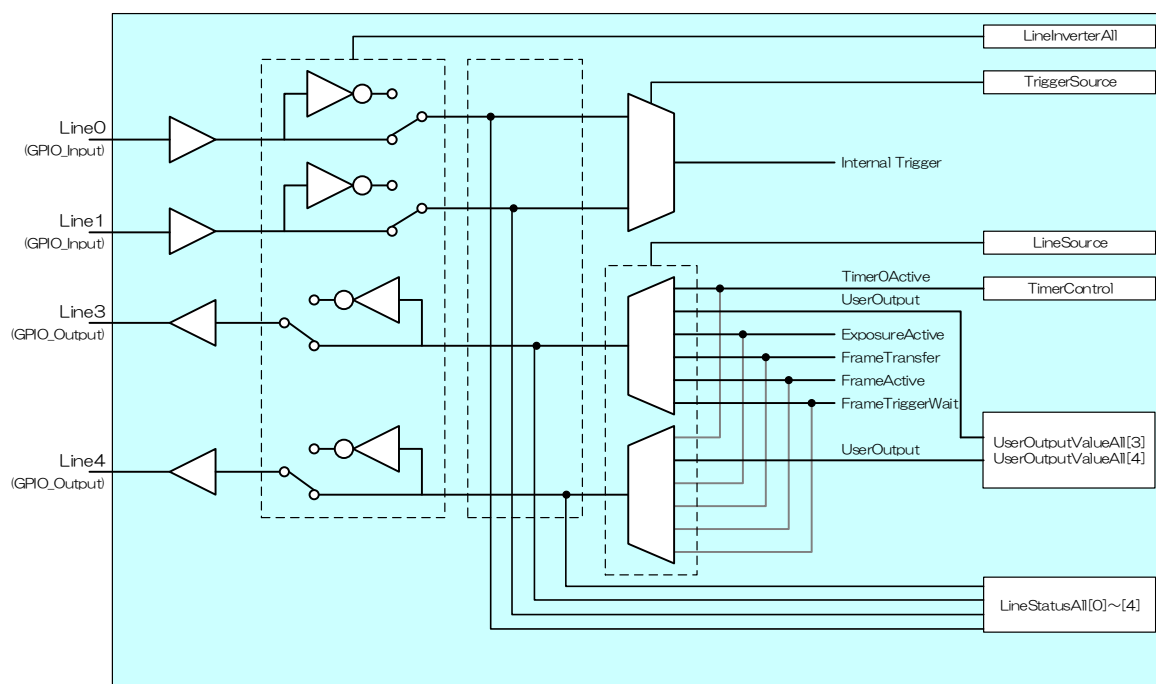 LineInverterAll
TriggerSource
Line0
(GPIO_Input)
Internal Trigger
Line1
(GPIO_Input)
LineSource
Timer0Active
TimerControl
UserOutput
Line3
(GPIO_Output)
ExposureActive
FrameTransfer
FrameActive
FrameTriggerWait
UserOutputValueAll[3]
UserOutputValueAll[4]
UserOutput
Line4
(GPIO_Output)
LineStatusAll[0]～[4]